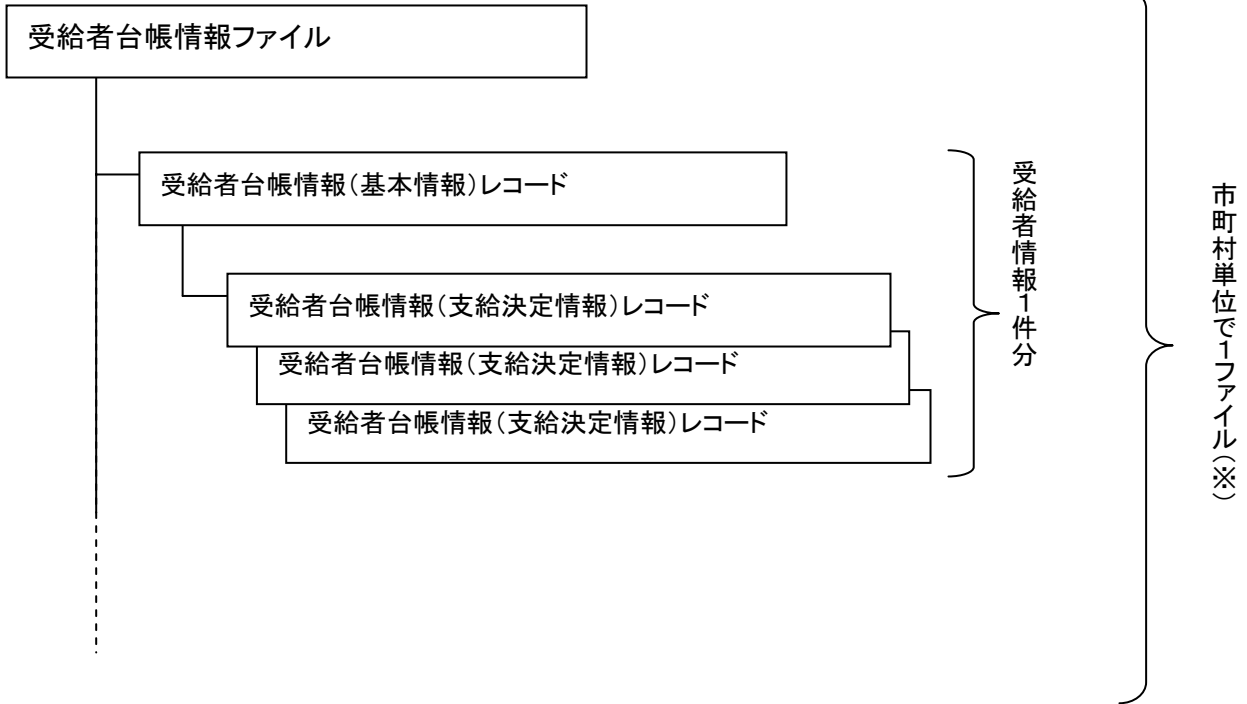 受給者台帳情報ファイル
受給者台帳情報(基本情報)レコード
受給者台帳情報(支給決定情報)レコード
受給者台帳情報(支給決定情報)レコード
受給者台帳情報(支給決定情報)レコード
受給者情報1件分
市町村単位で1ファイル(※)